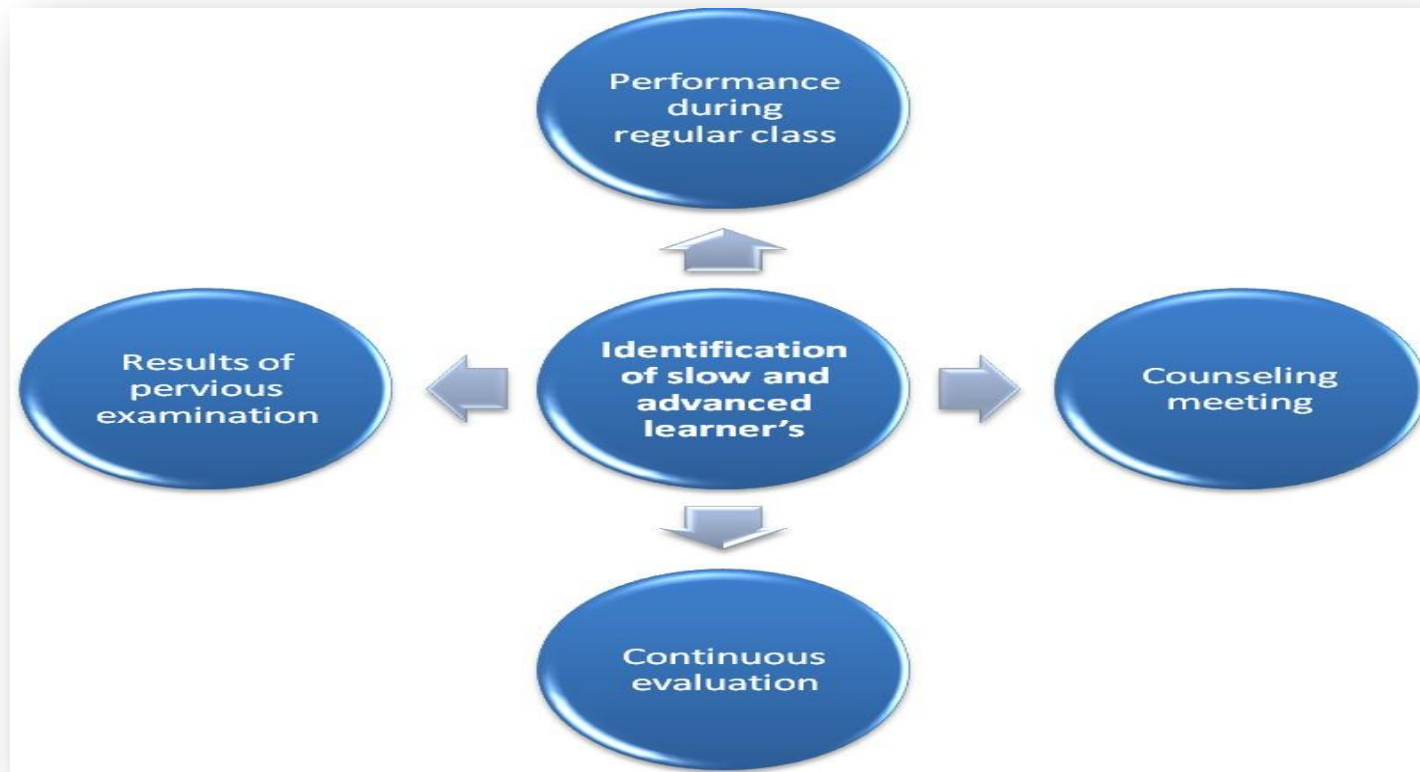 Performance
during
regular class
Results of
pervious
examination
Identification
of slow and
advanced
learner's
Counseling
meeting
Continuous
evaluation